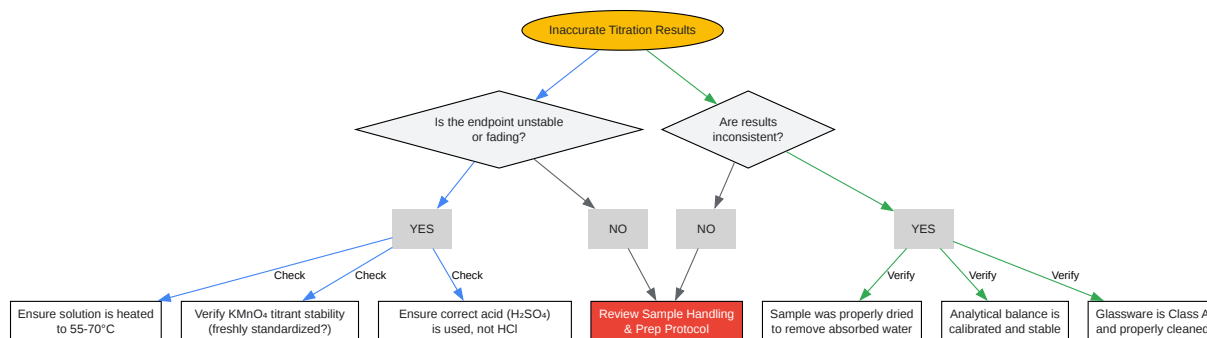 Inaccurate Titration Results
Is the endpoint unstable
or fading?
Are results
inconsistent?
YES
NO
NO
YES
Check
Check
Check
Verify
Verify
Verify
Ensure solution is heated
to 55-70°C
Verify KMnO₄ titrant stability
(freshly standardized?)
Ensure correct acid (H₂SO₄)
is used, not HCl
Review Sample Handling
& Prep Protocol
Sample was properly dried
to remove absorbed water
Analytical balance is
calibrated and stable
Glassware is Class A
and properly cleaned